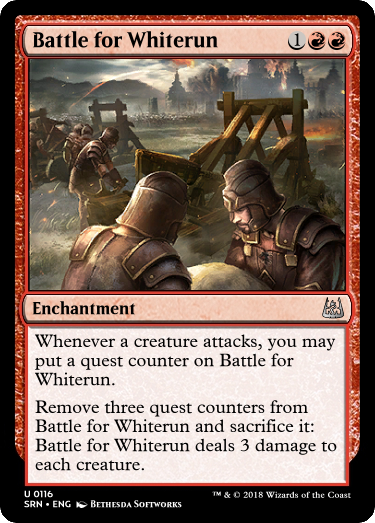 Battle for Whiterun 1
Enchantment
Whenever a creature attacks, you may
put a quest counter on Battle for
Whiterun.
Remove three quest counters from
Battle for Whiterun and sacrifice it:
Battle for Whiterun deals 3 damage to
each creature.
U 0116
SRN • ENG Bethesda Softworks ™ & © 2018 Wizards of the Coast